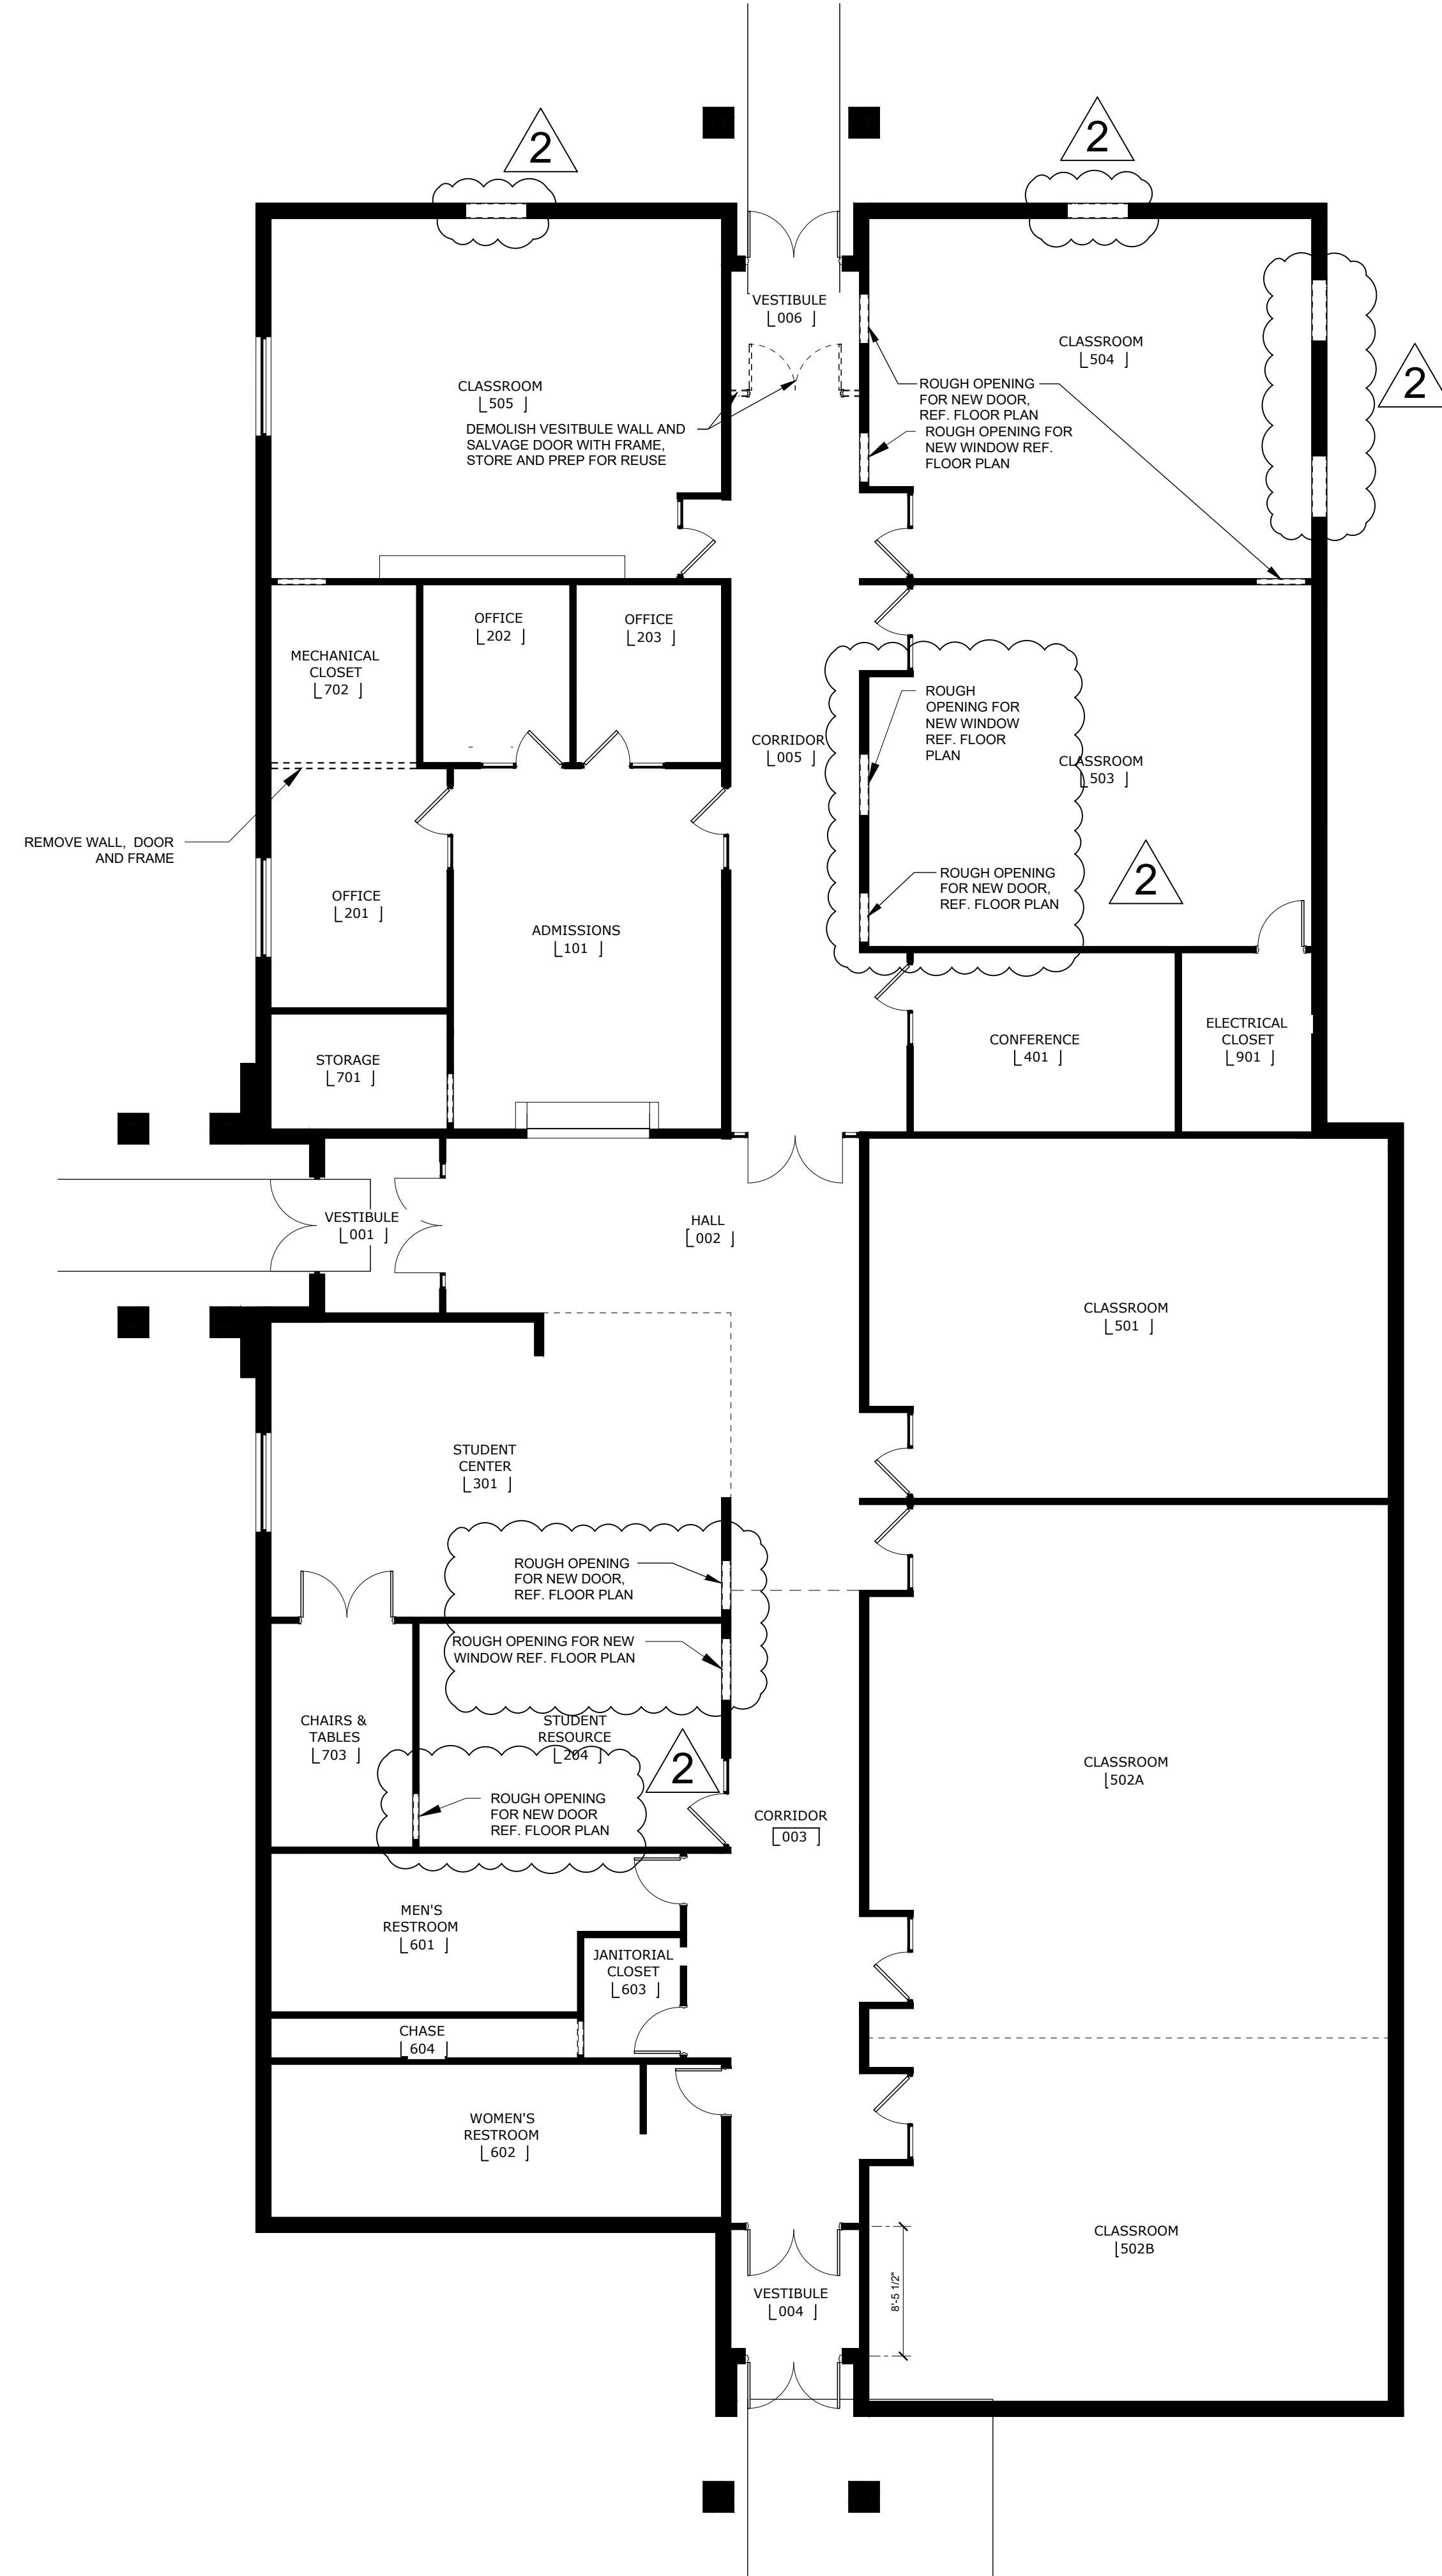 2
2
VESTIBULE
006
CLASSROOM
504
2
CLASSROOM
505
ROUGH OPENING
FOR NEW DOOR,
REF. FLOOR PLAN
DEMOLISH VESITBULE WALL AND
SALVAGE DOOR WITH FRAME,
STORE AND PREP FOR REUSE
ROUGH OPENING FOR
NEW WINDOW REF.
FLOOR PLAN
OFFICE
202
OFFICE
203
MECHANICAL
CLOSET
702
ROUGH
OPENING FOR
NEW WINDOW
REF. FLOOR
PLAN
CORRIDOR
005
CLASSROOM
503
REMOVE WALL, DOOR
AND FRAME
2
ROUGH OPENING
FOR NEW DOOR,
REF. FLOOR PLAN
OFFICE
201
ADMISSIONS
101
STORAGE
701
CONFERENCE
401
ELECTRICAL
CLOSET
901
VESTIBULE
001
HALL
002
CLASSROOM
501
STUDENT
CENTER
301
ROUGH OPENING
FOR NEW DOOR,
REF. FLOOR PLAN
ROUGH OPENING FOR NEW
WINDOW REF. FLOOR PLAN
CHAIRS &
TABLES
703
STUDENT
RESOURCE
204
2
CLASSROOM
502A
ROUGH OPENING
FOR NEW DOOR
REF. FLOOR PLAN
CORRIDOR
003
MEN'S
RESTROOM
601
JANITORIAL
CLOSET
603
CHASE
604
WOMEN'S
RESTROOM
602
CLASSROOM
502B
VESTIBULE
004
8'-5 1/2"